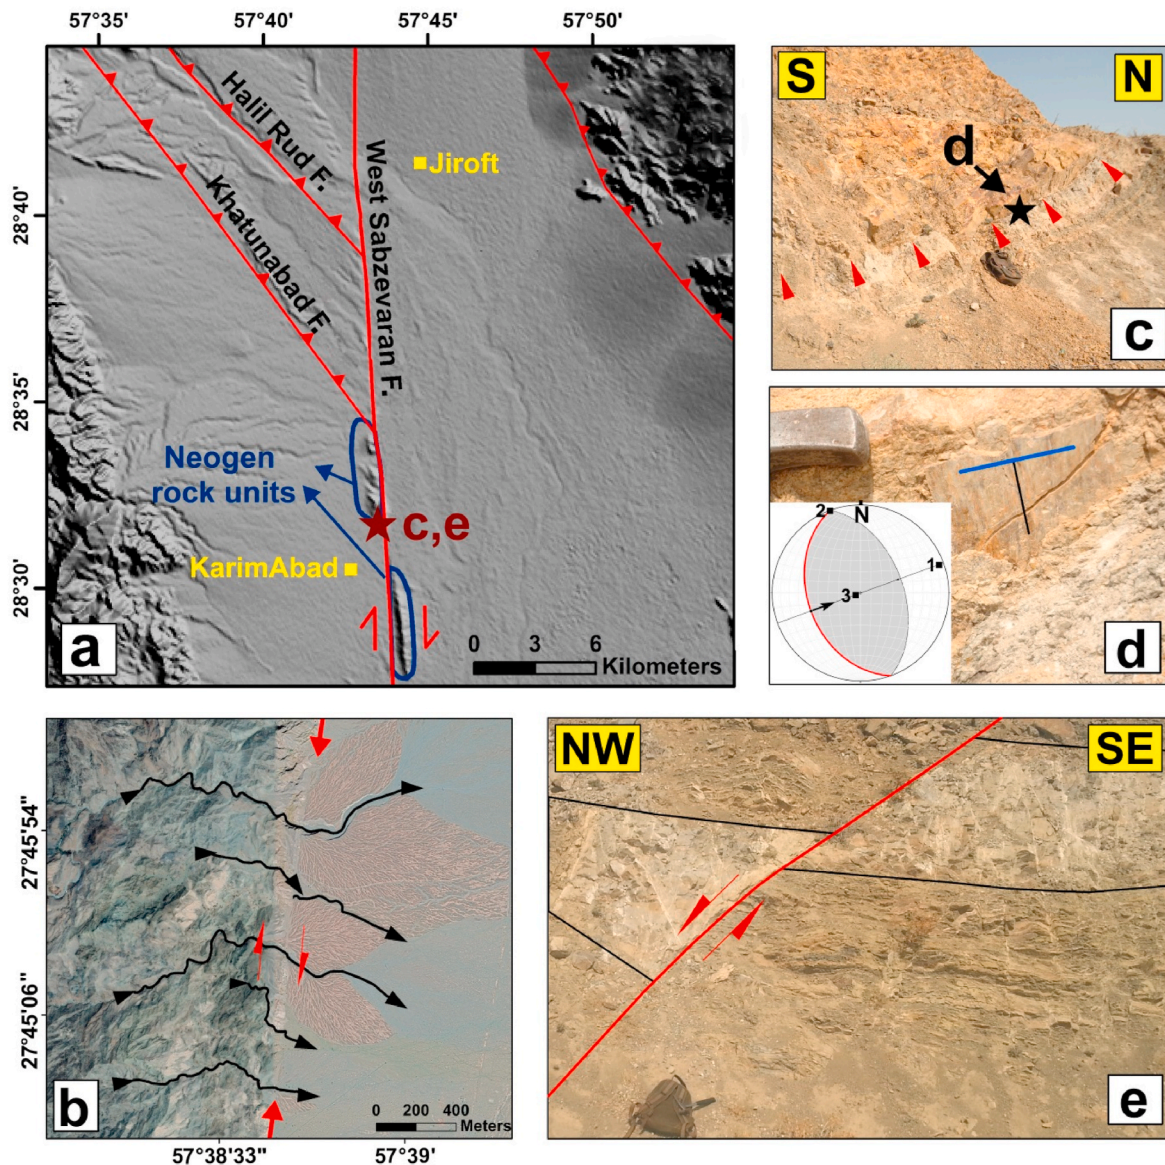 57°35'
57°40'
57°45'
57°50'
28°40'
28°35'
28°30'
Halil Rud F.
Khatunabad F.
West Sabzevaran F.
Jiroft
Neogen
rock units
c,e
KarimAbad
0 3 6
Kilometers
a
S
N
d
c
N
2
1
3
d
27°45'54"
27°45'06"
0 200 400
Meters
b
57°38'33"
57°39'
NW
SE
e